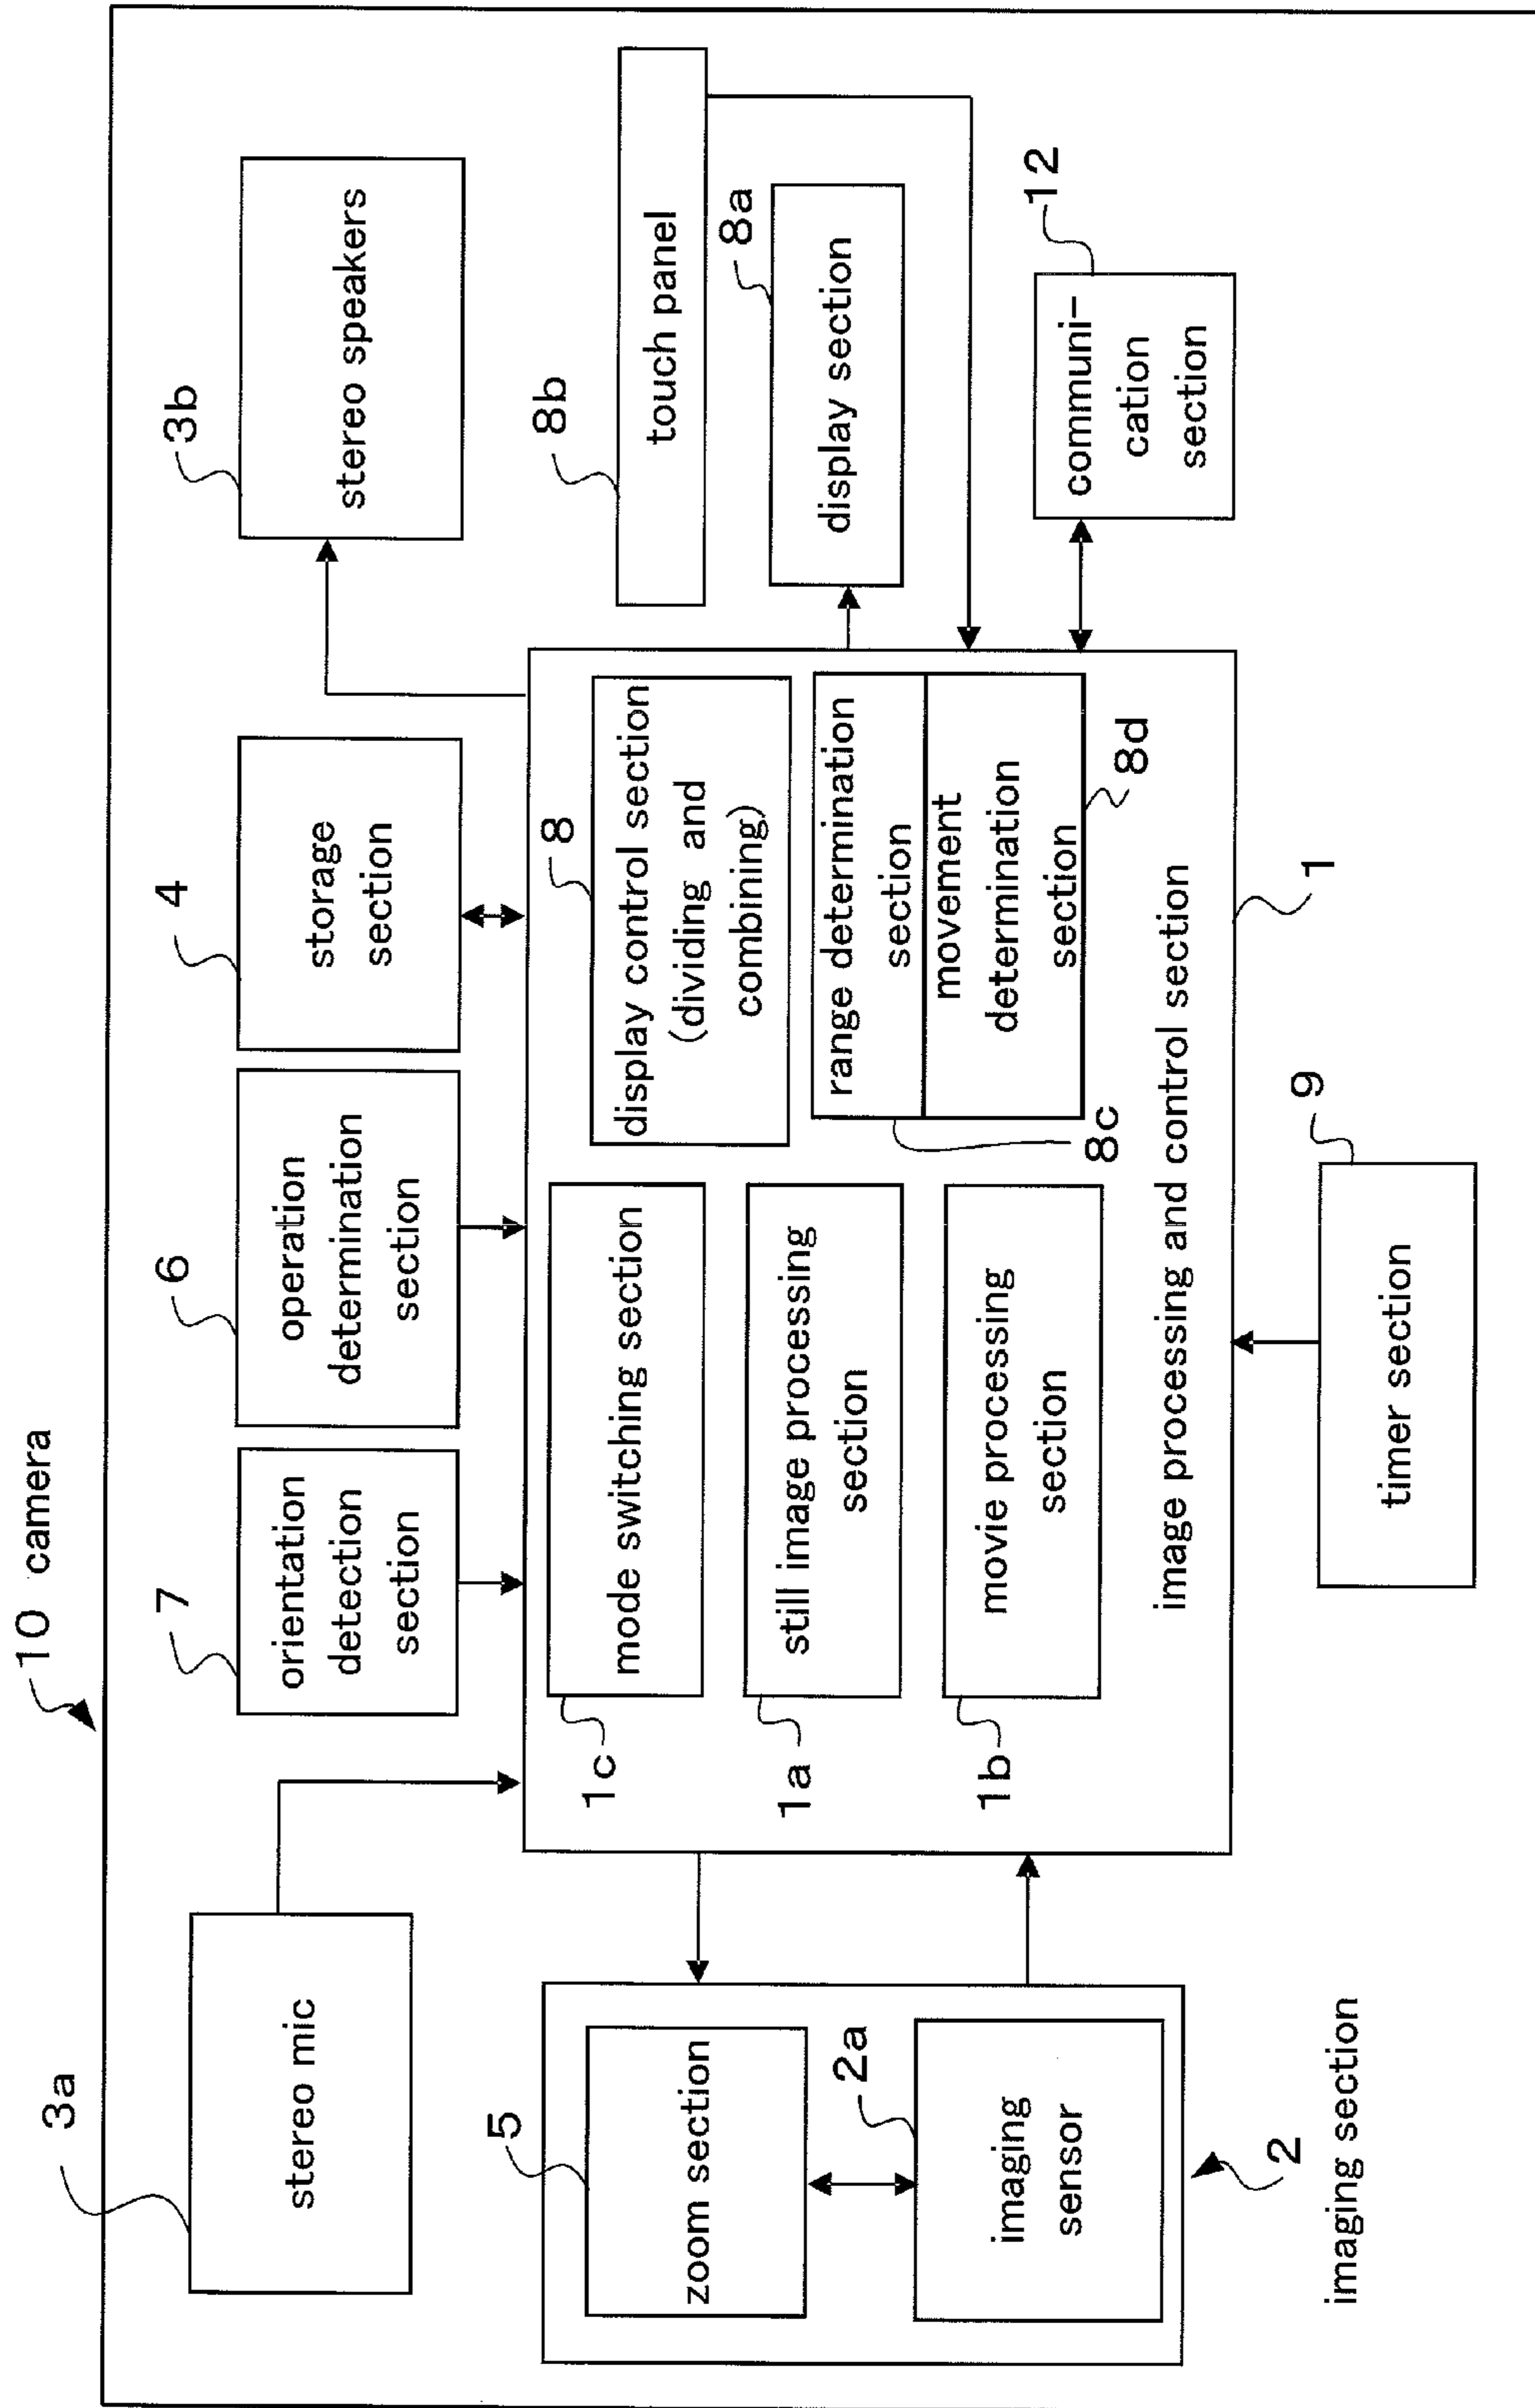 10 camera
3a
stereo mic
7
orientation
detection
section
6
operation
determination
section
4
storage
section
3b
stereo speakers
8b
touch panel
8a
display section
12
communi-
cation
section
5
zoom section
2a
imaging
sensor
2
imaging section
1c
mode switching section
1a
still image processing
section
1b
movie processing
section
8
display control section
(dividing and
combining)
range determination
section
8c
movement
determination
section
8d
image processing and control section
1
9
timer section